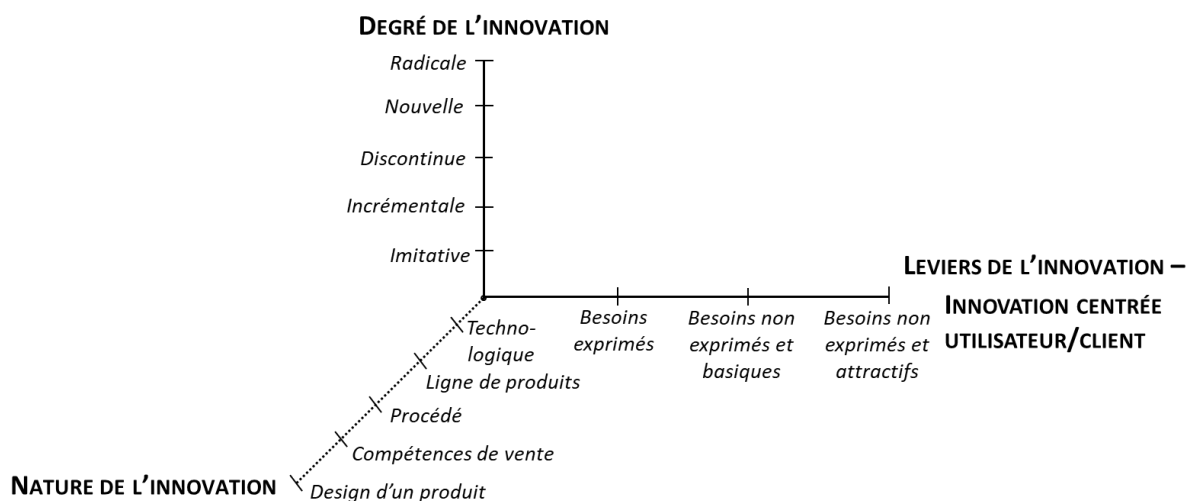 DEGRÉ DE L'INNOVATION
Radicale
Nouvelle
Discontinue
Incrémentale
Imitative
LEVIERS DE L'INNOVATION –
INNOVATION CENTRÉE
UTILISATEUR/CLIENT
Besoins
exprimés
Besoins non
exprimés et
basiques
Besoins non
exprimés et
attractifs
Techno-
logique
Ligne de produits
Procédé
Compétences de vente
Design d'un produit
NATURE DE L'INNOVATION